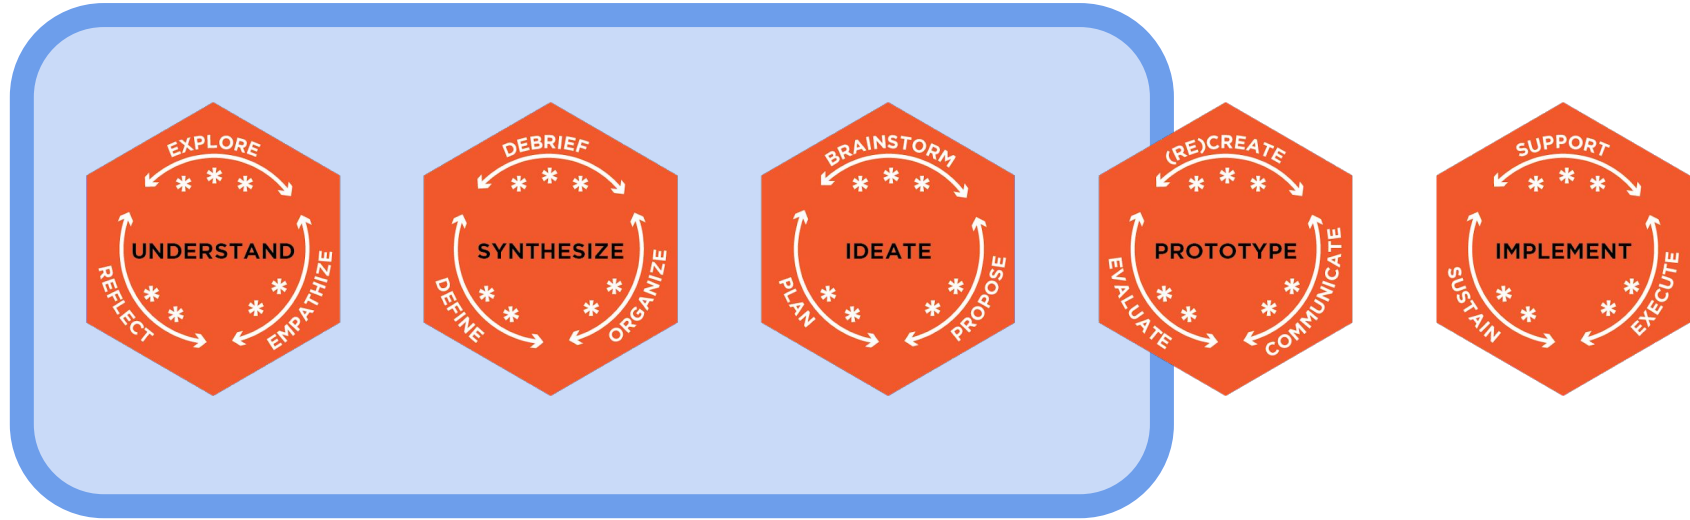 EXPLORE
UNDERSTAND
REFLECT
EMPATHIZE
DEBRIEF
SYNTHESIZE
DEFINE
ORGANIZE
BRAINSTORM
IDEATE
PLAN
PROPOSE
(RE)CREATE
PROTOTYPE
EVALUATE
COMMUNICATE
SUPPORT
IMPLEMENT
SUSTAIN
EXECUTE